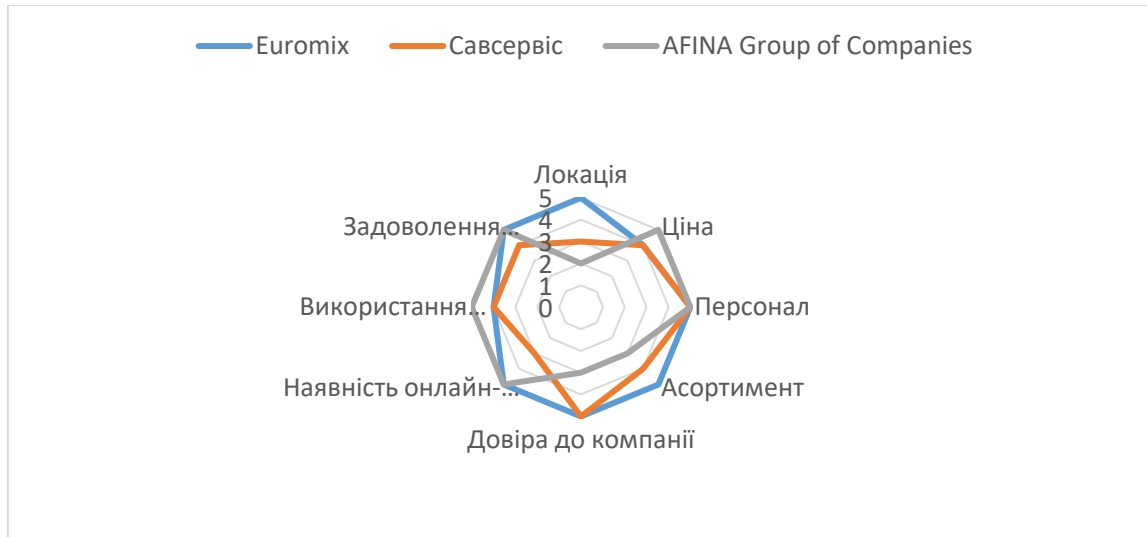 Euromix Савсервіс AFINA Group of Companies
Локація
5
4
3
2
1
0
Ціна
Персонал
Асортимент
Довіра до компанії
Наявність онлайн-...
Використання...
Задоволення...